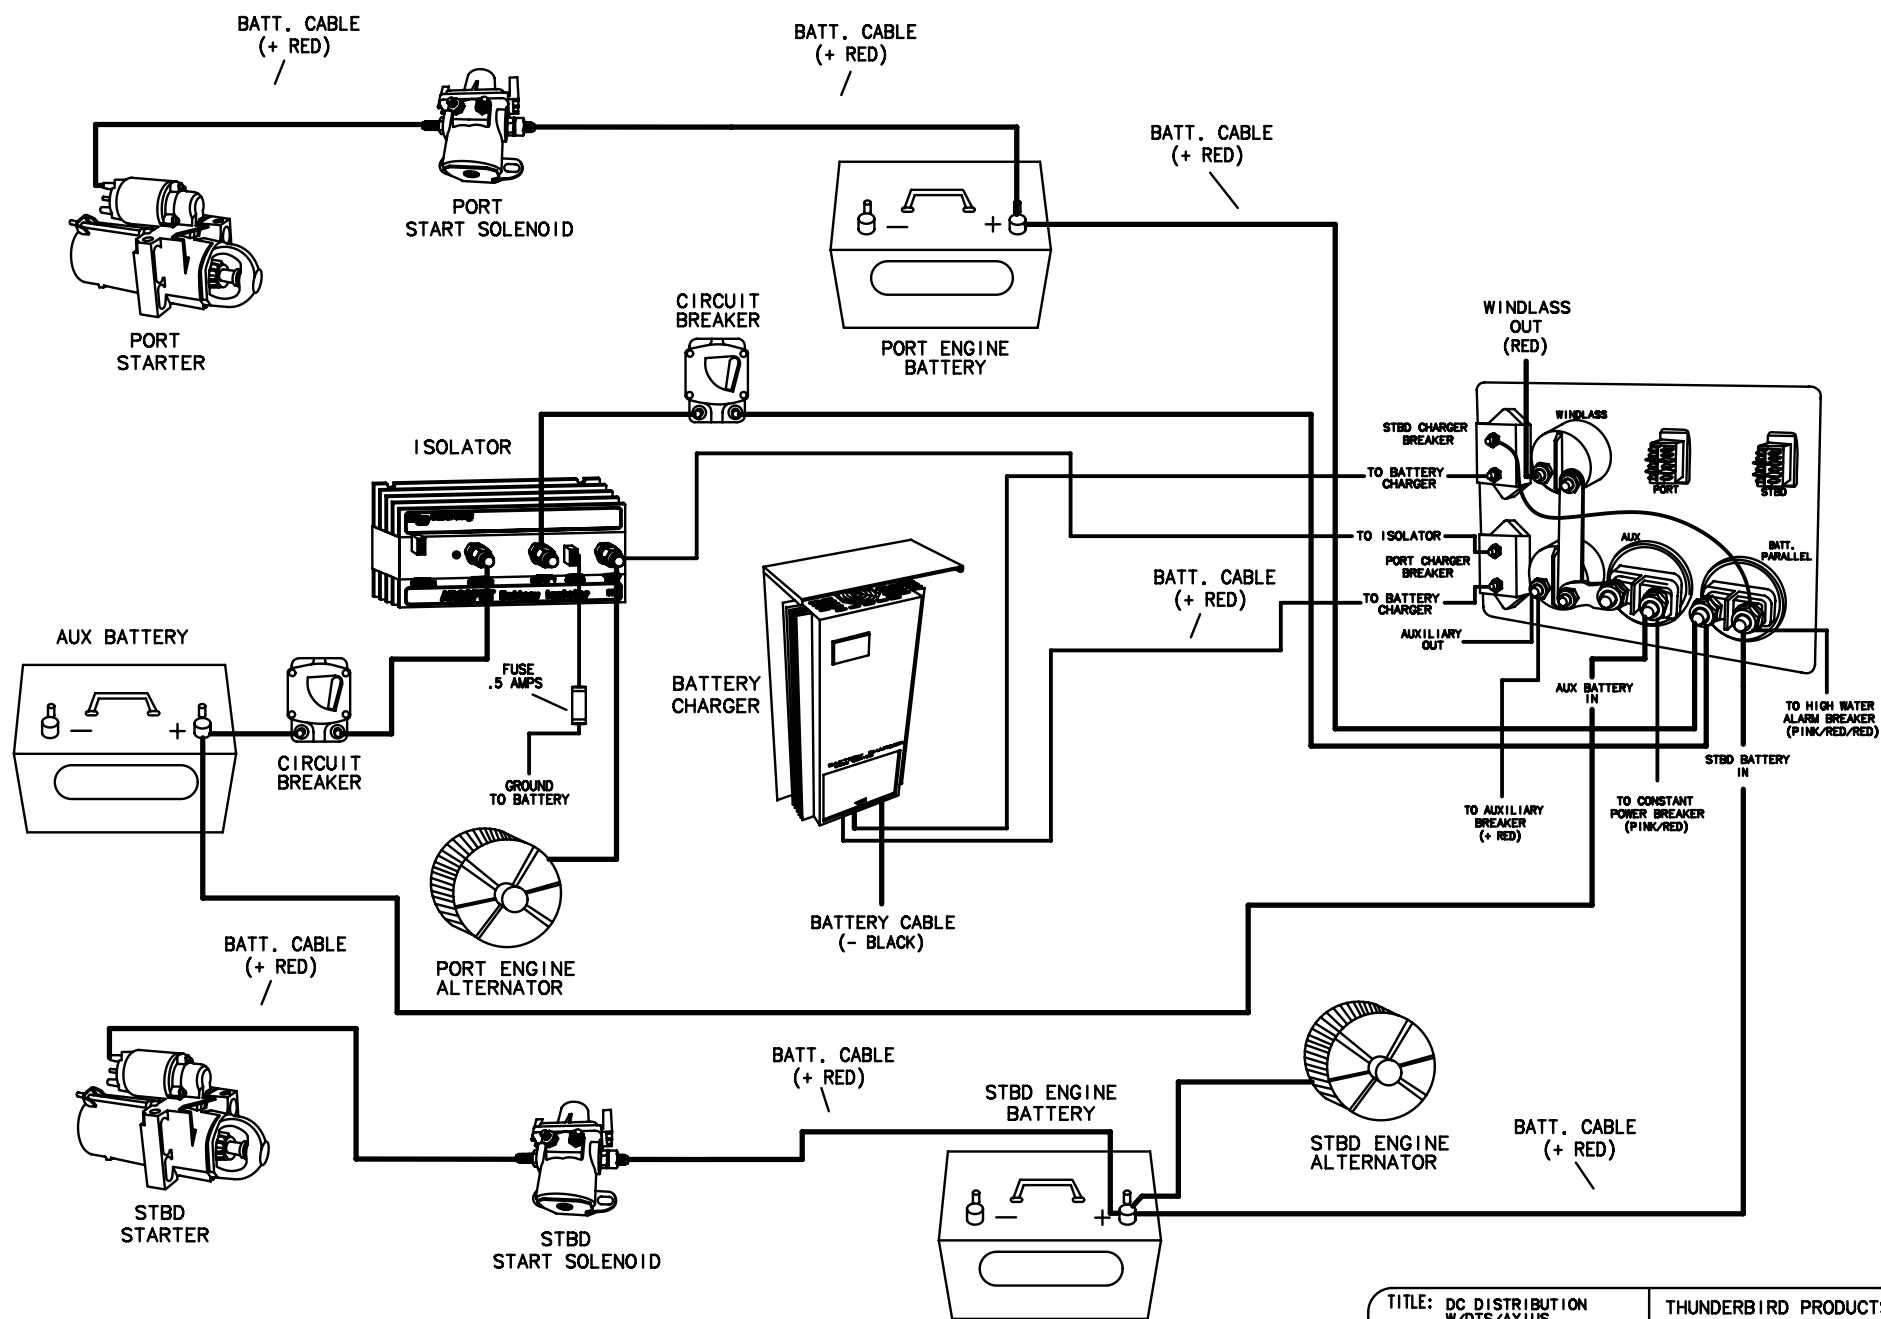 BATT. CABLE
(+ RED)
BATT. CABLE
(+ RED)
BATT. CABLE
(+ RED)
PORT
START SOLENOID
PORT
STARTER
CIRCUIT
BREAKER
PORT ENGINE
BATTERY
WINDLASS
OUT
(RED)
ISOLATOR
STBD CHARGER
BREAKER
WINDLASS
TO BATTERY
CHARGER
PORT
STBD
TO ISOLATOR
AUX
BATT.
PARALLEL
PORT CHARGER
BREAKER
TO BATTERY
CHARGER
AUXILIARY
OUT
BATT. CABLE
(+ RED)
Battery Isolator
AUX BATTERY
FUSE
.5 AMPS
BATTERY
CHARGER
AUX BATTERY
IN
TO HIGH WATER
ALARM BREAKER
(PINK/RED/RED)
CIRCUIT
BREAKER
GROUND
TO BATTERY
STBD BATTERY
IN
TO AUXILIARY
BREAKER
(+ RED)
TO CONSTANT
POWER BREAKER
(PINK/RED)
BATTERY CABLE
(- BLACK)
BATT. CABLE
(+ RED)
PORT ENGINE
ALTERNATOR
BATT. CABLE
(+ RED)
STBD ENGINE
BATTERY
STBD ENGINE
ALTERNATOR
BATT. CABLE
(+ RED)
STBD
STARTER
STBD
START SOLENOID
TITLE: DC DISTRIBUTION
W/DTS/AXIUS
THUNDERBIRD PRODUCTS